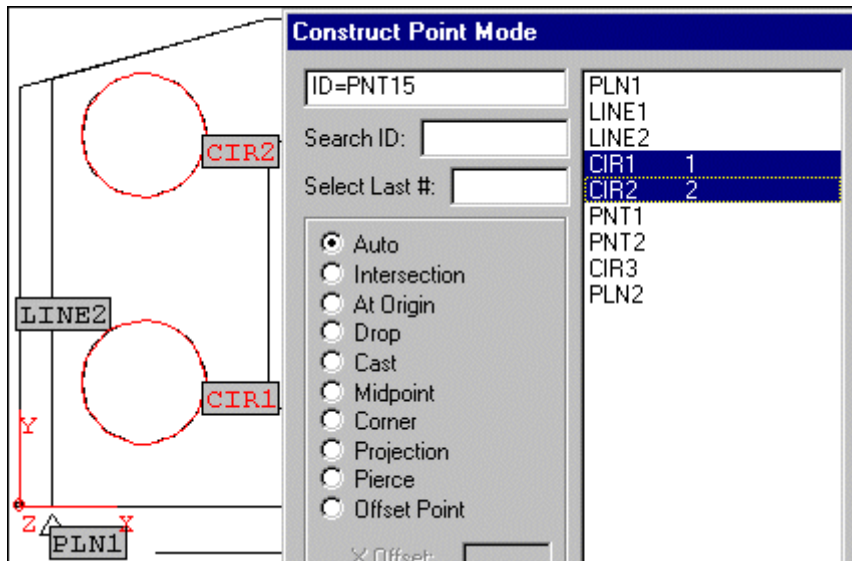 CIR2
LINE2
CIR1
Y
Z
X
PLN1
Construct Point Mode
ID=PNT15
Search ID:
Select Last #:
Auto
Intersection
At Origin
Drop
Cast
Midpoint
Corner
Projection
Pierce
Offset Point
X Offset:
PLN1
LINE1
LINE2
CIR1 1
CIR2 2
PNT1
PNT2
CIR3
PLN2